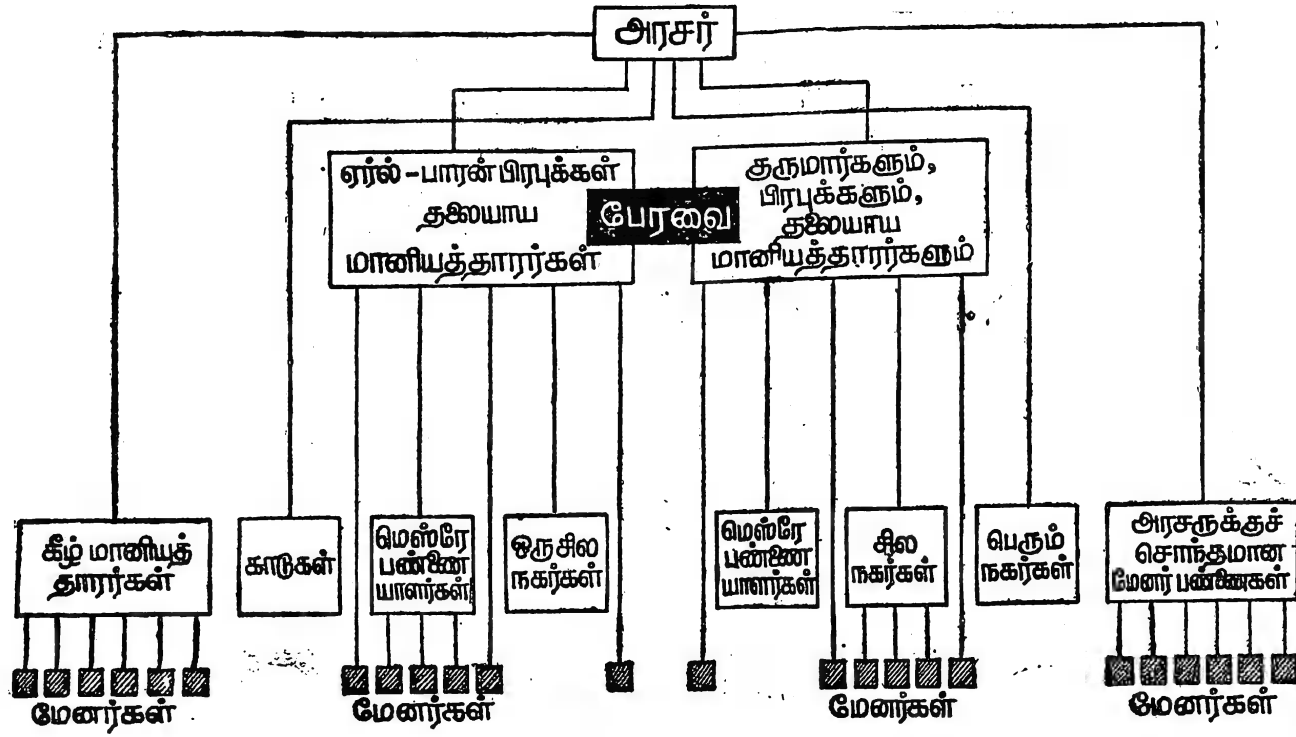 அரசர்
ஏர்ல் - பாரன் பிரபுக்கள்
தலையாய
மானியத்தாரர்கள்
பேரவை
குருமார்களும்,
பிரபுக்களும்,
தலையாய
மானியத்தாரர்களும்
கீழ் மானியத்
தாரர்கள்
காடுகள்
மெஸ்ரே
பண்ணை
யாளர்கள்
ஒரு சில
நகர்கள்
மெஸ்ரே
பண்ணை
யாளர்கள்
சில
நகர்கள்
பெரும்
நகர்கள்
அரசருக்குச்
சொந்தமான
மேனர் பண்ணைகள்
மேனர்கள்
மேனர்கள்
மேனர்கள்
மேனர்கள்